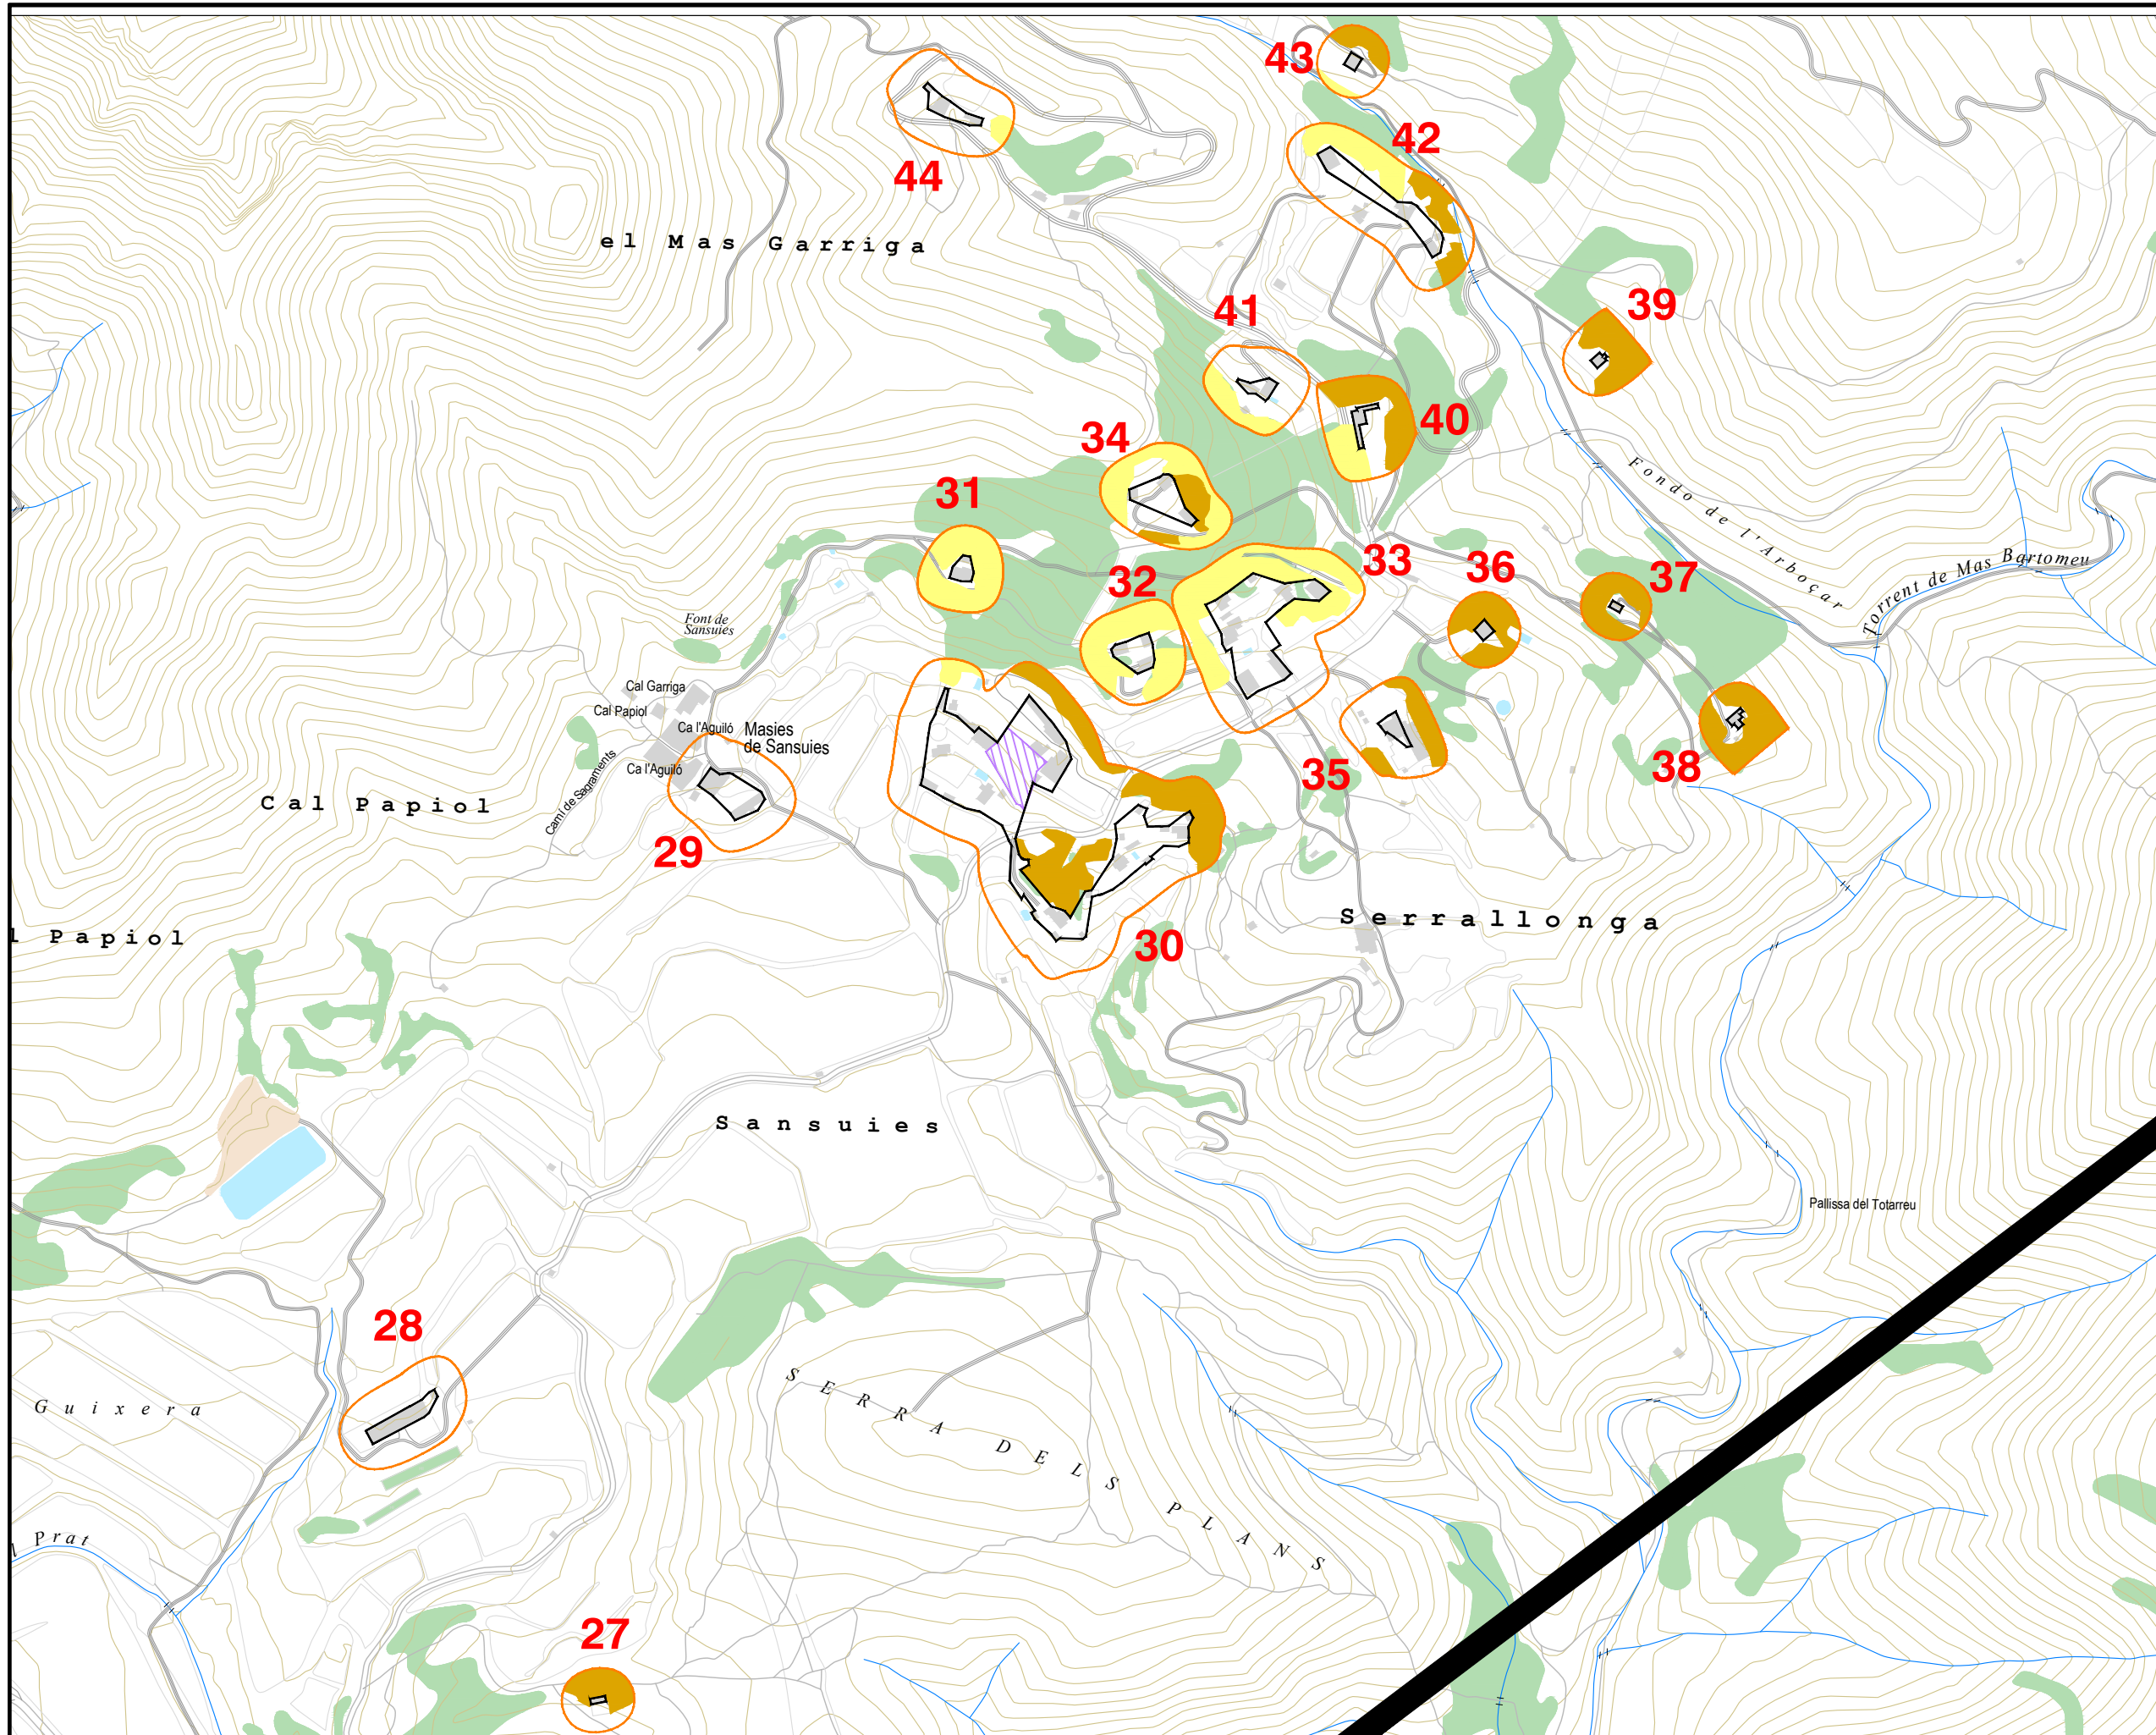 43
42
44
el Mas Garriga
41
39
40
34
31
Fondo de l'Arboçar
Torrent de Mas Bartomeu
33
32
36
37
Font de
Sansuies
Cal Garriga
Cal Papiol
Ca l'Aguiló
Masies
de Sansuies
Ca l'Aguiló
Camí de Sagraments
35
38
Cal Papiol
29
30
Serrallonga
l Papiol
Sansuies
Pallissa del Totarreu
28
SERRA DELS PLANS
Guixera
Prat
27